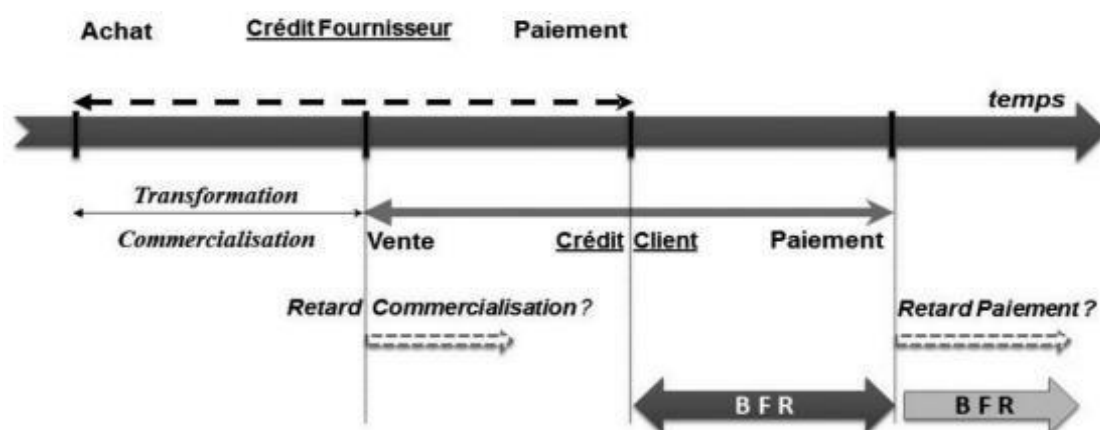 Achat Crédit Fournisseur Paiement
temps
Transformation
Commercialisation Vente Crédit Client Paiement
Retard Commercialisation ? Retard Paiement ?
B F R B F R